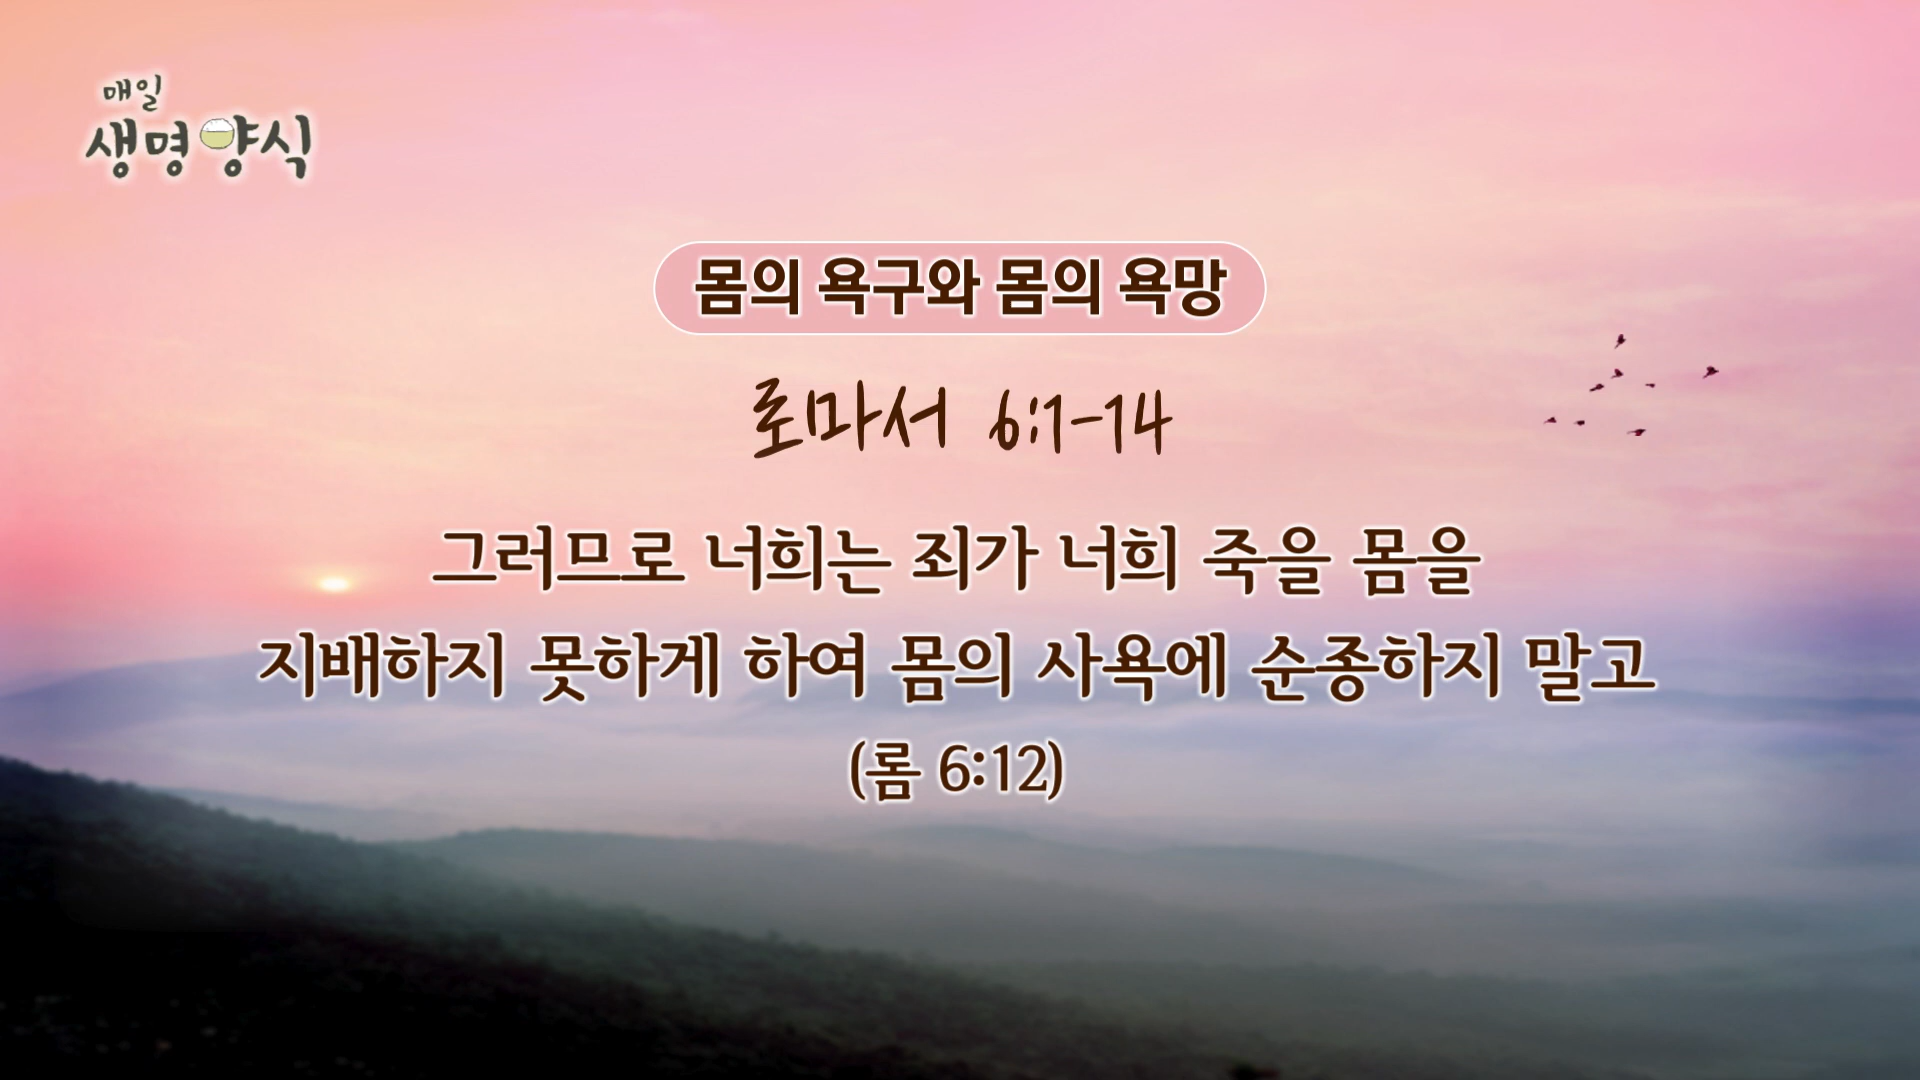 매일
생명양식
몸의 욕구와 몸의 욕망
로마서 6:1-14
그러므로 너희는 죄가 너희 죽을 몸을
지배하지 못하게 하여 몸의 사욕에 순종하지 말고
(롬 6:12)